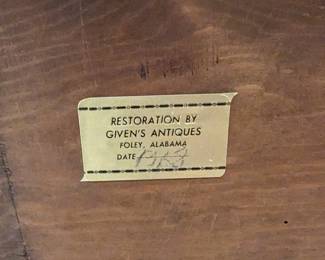 RESTORATION BY
GIVEN'S ANTIQUES
FOLEY, ALABAMA
DATE